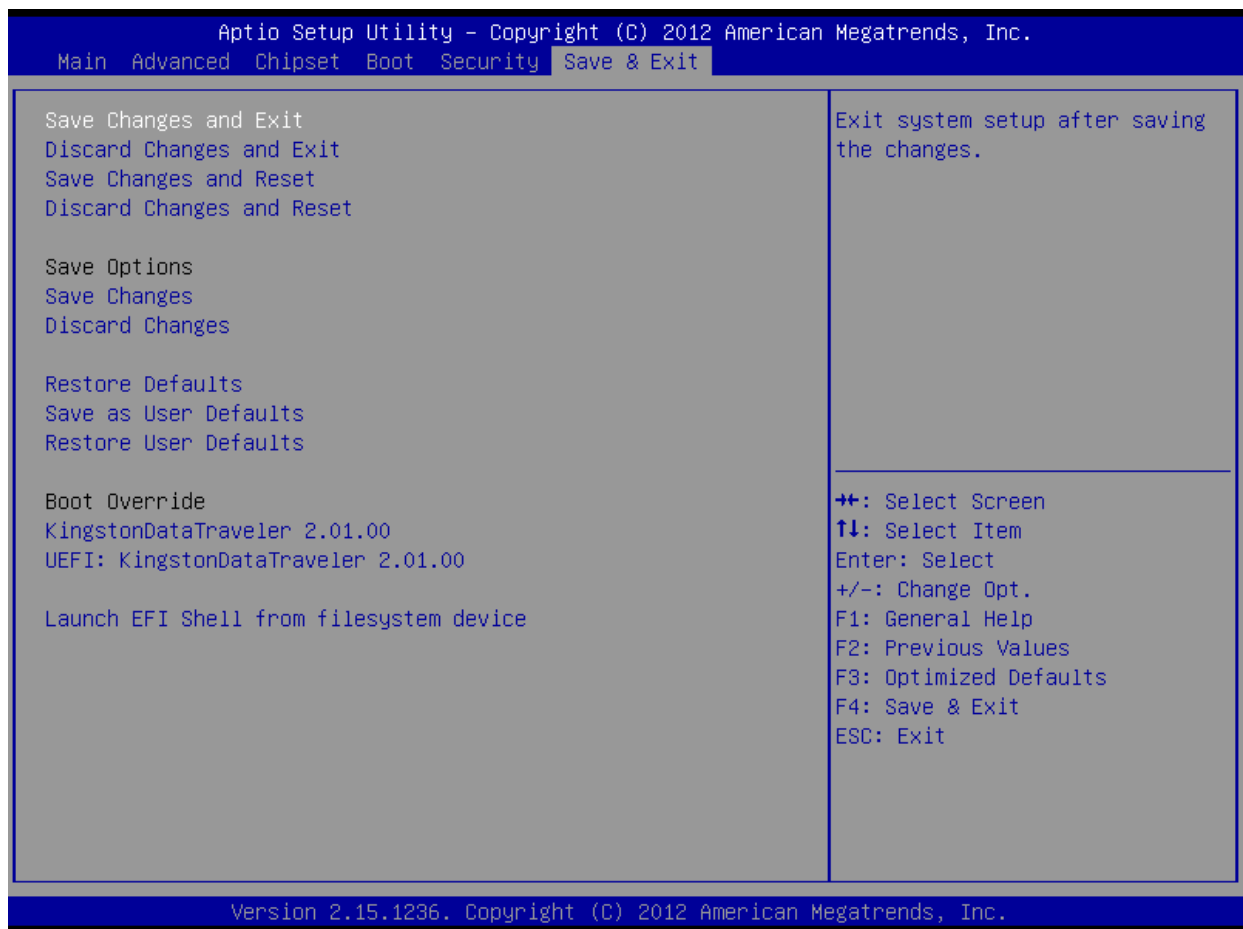 Aptio Setup Utility – Copyright (C) 2012 American Megatrends, Inc.
Main Advanced Chipset Boot Security Save & Exit
Save Changes and Exit
Discard Changes and Exit
Save Changes and Reset
Discard Changes and Reset
Save Options
Save Changes
Discard Changes
Restore Defaults
Save as User Defaults
Restore User Defaults
Boot Override
KingstonDataTraveler 2.01.00
UEFI: KingstonDataTraveler 2.01.00
Launch EFI Shell from filesystem device
Exit system setup after saving
the changes.
→←: Select Screen
↑↓: Select Item
Enter: Select
+/-: Change Opt.
F1: General Help
F2: Previous Values
F3: Optimized Defaults
F4: Save & Exit
ESC: Exit
Version 2.15.1236. Copyright (C) 2012 American Megatrends, Inc.